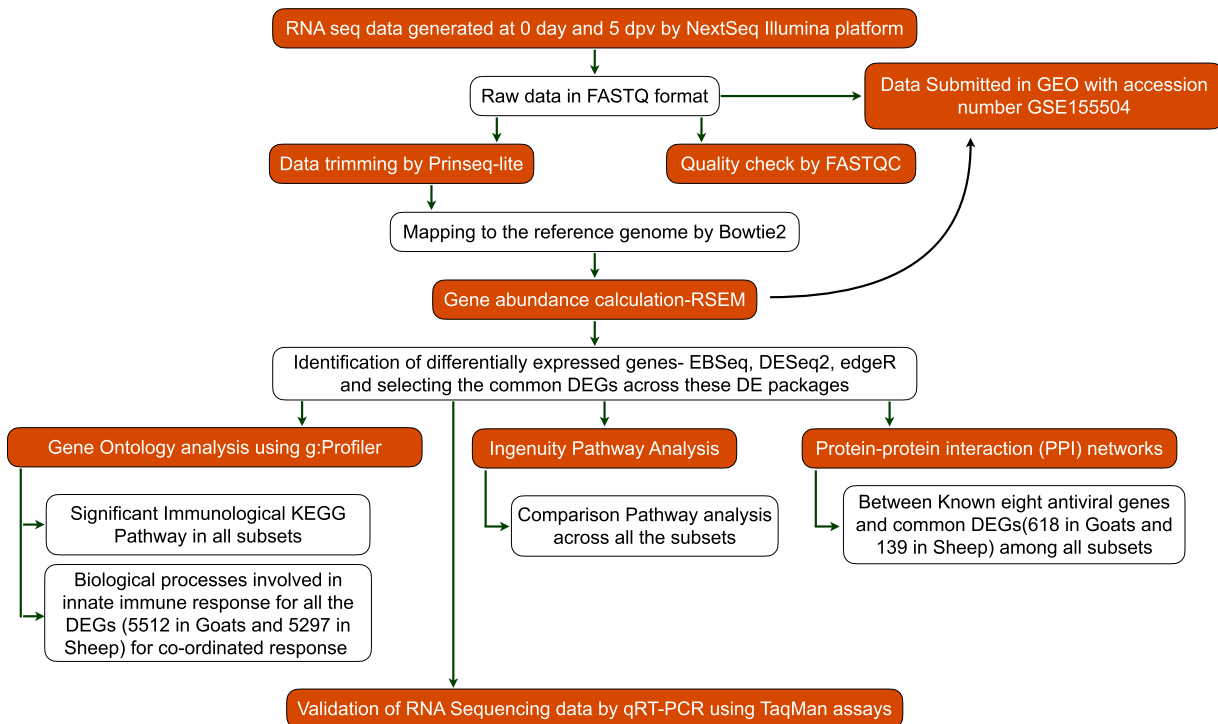 RNA seq data generated at 0 day and 5 dpv by NextSeq Illumina platform
Raw data in FASTQ format
Data Submitted in GEO with accession
number GSE155504
Data trimming by Prinseq-lite
Quality check by FASTQC
Mapping to the reference genome by Bowtie2
Gene abundance calculation-RSEM
Identification of differentially expressed genes- EBSeq, DESeq2, edgeR
and selecting the common DEGs across these DE packages
Gene Ontology analysis using g:Profiler
Significant Immunological KEGG
Pathway in all subsets
Biological processes involved in
innate immune response for all the
DEGs (5512 in Goats and 5297 in
Sheep) for co-ordinated response
Ingenuity Pathway Analysis
Comparison Pathway analysis
across all the subsets
Protein-protein interaction (PPI) networks
Between Known eight antiviral genes
and common DEGs(618 in Goats and
139 in Sheep) among all subsets
Validation of RNA Sequencing data by qRT-PCR using TaqMan assays